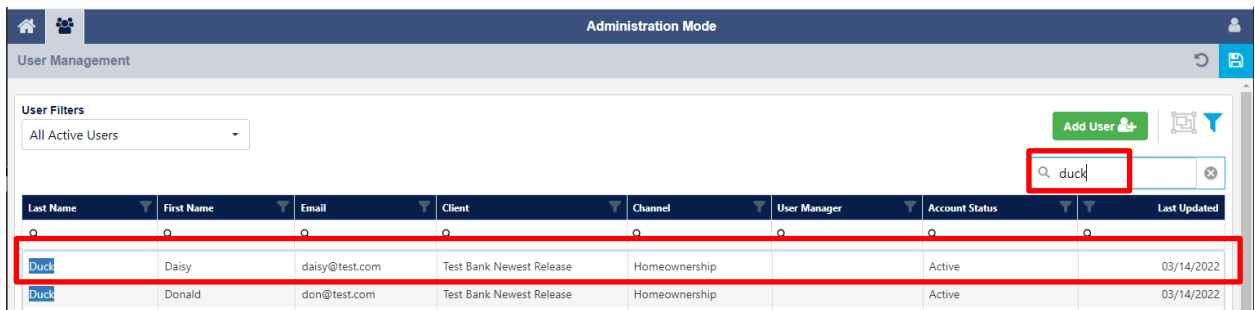 Administration Mode
User Management
User Filters
All Active Users
Add User
duck
Last Name First Name Email Client Channel User Manager Account Status Last Updated
Duck Daisy daisy@test.com Test Bank Newest Release Homeownership Active 03/14/2022
Duck Donald don@test.com Test Bank Newest Release Homeownership Active 03/14/2022